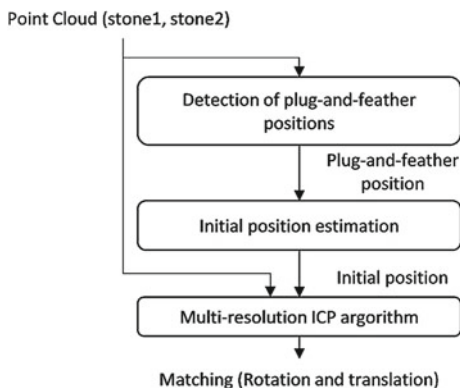 Point Cloud (stone1, stone2)
Detection of plug-and-feather
positions
Plug-and-feather
position
Initial position estimation
Initial position
Multi-resolution ICP argorithm
Matching (Rotation and translation)